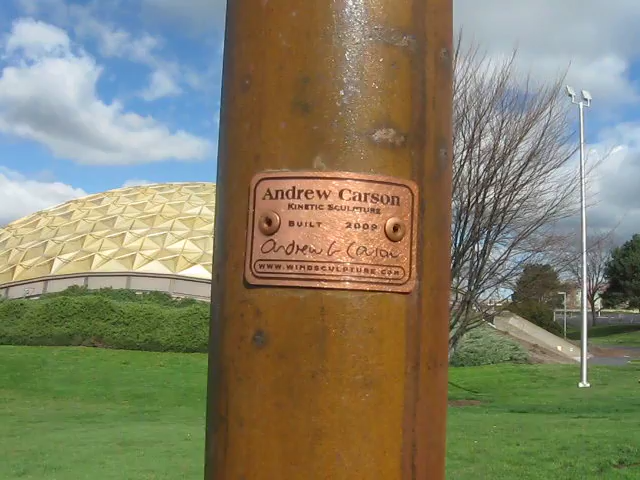 Andrew Carson
Kinetic Sculpture
Built 2009
Andrew C Carson
www.windsculpture.com